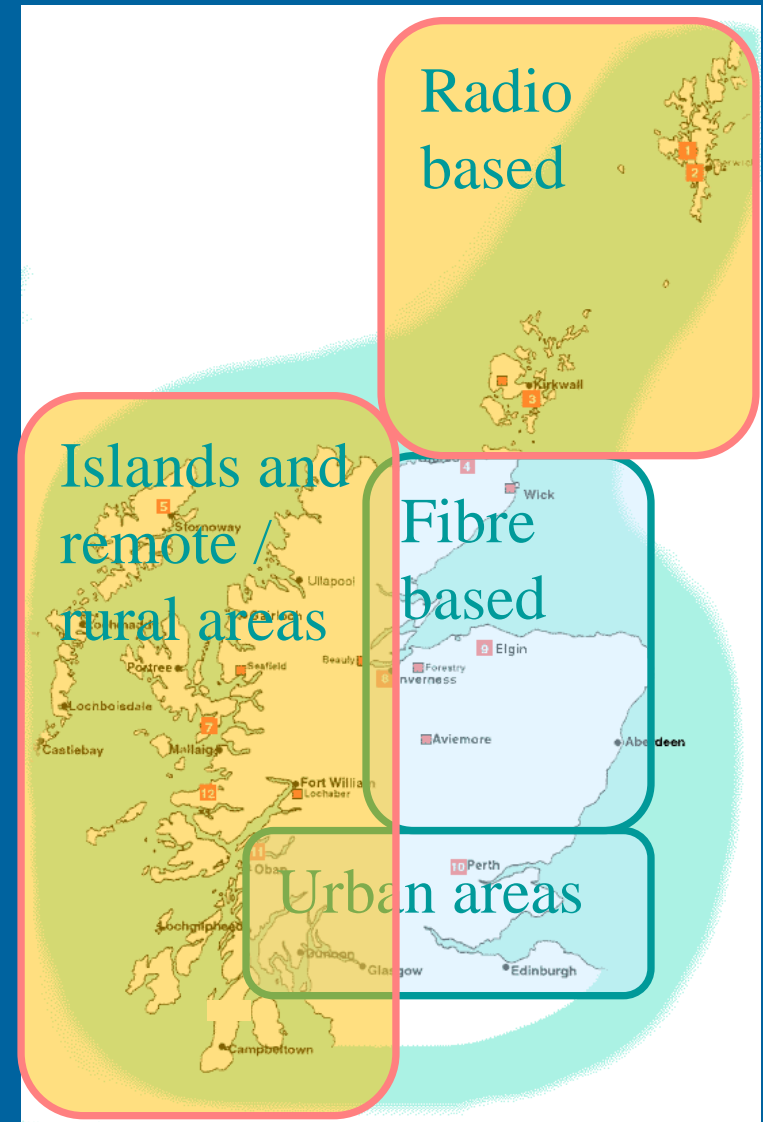 Radio
based
1
2
Kirkwall
3
Islands and
remote /
rural areas
4
Wick
5
Stornoway
Fibre
based
Ullapool
Gairloch
9 Elgin
Beauly
Portree
Seafield
Forestry
8
nverness
Lochboisdale
7
Mallaig
Castlebay
Aviemore
Aberdeen
Fort William
Lochaber
12
11
Oban
10 Perth
Urban areas
Lochgilphead
Dunoon
Glasgow
Edinburgh
Campbeltown